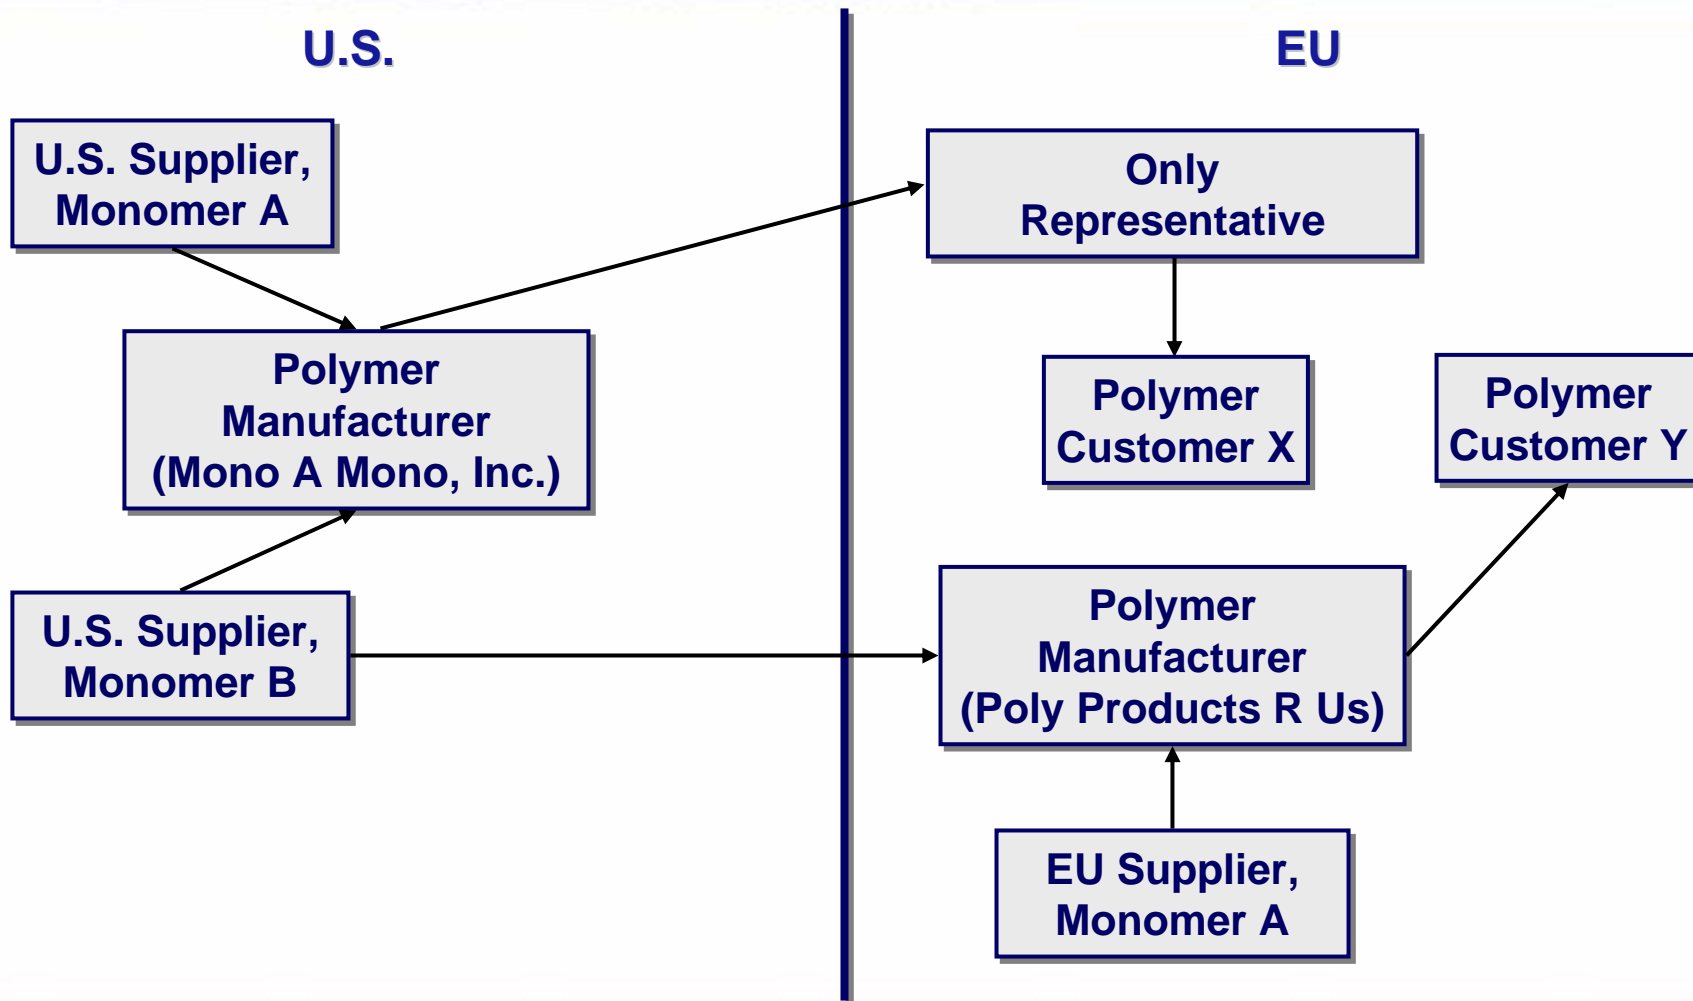 U.S.
EU
U.S. Supplier,
Monomer A
Only
Representative
Polymer
Manufacturer
(Mono A Mono, Inc.)
Polymer
Customer X
Polymer
Customer Y
U.S. Supplier,
Monomer B
Polymer
Manufacturer
(Poly Products R Us)
EU Supplier,
Monomer A